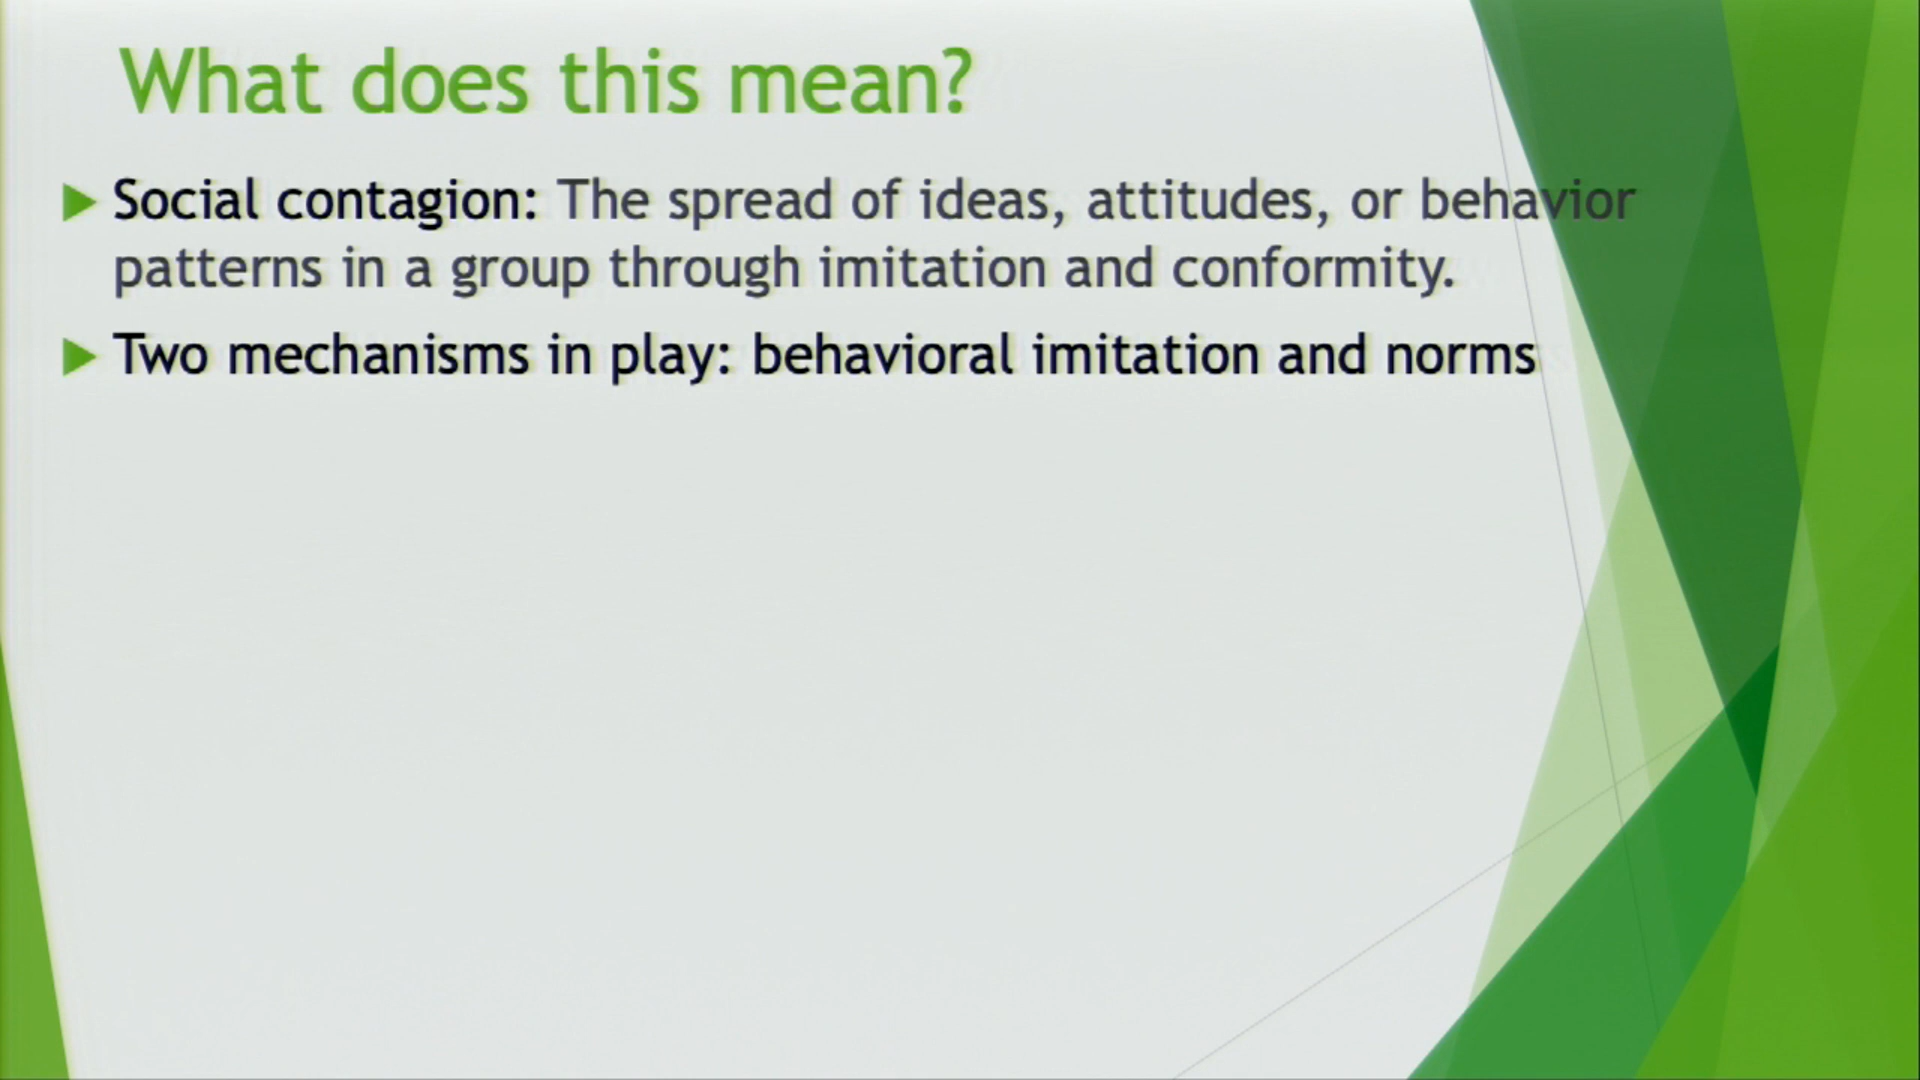 What does this mean?
Social contagion: The spread of ideas, attitudes, or behavior
patterns in a group through imitation and conformity.
Two mechanisms in play: behavioral imitation and norms